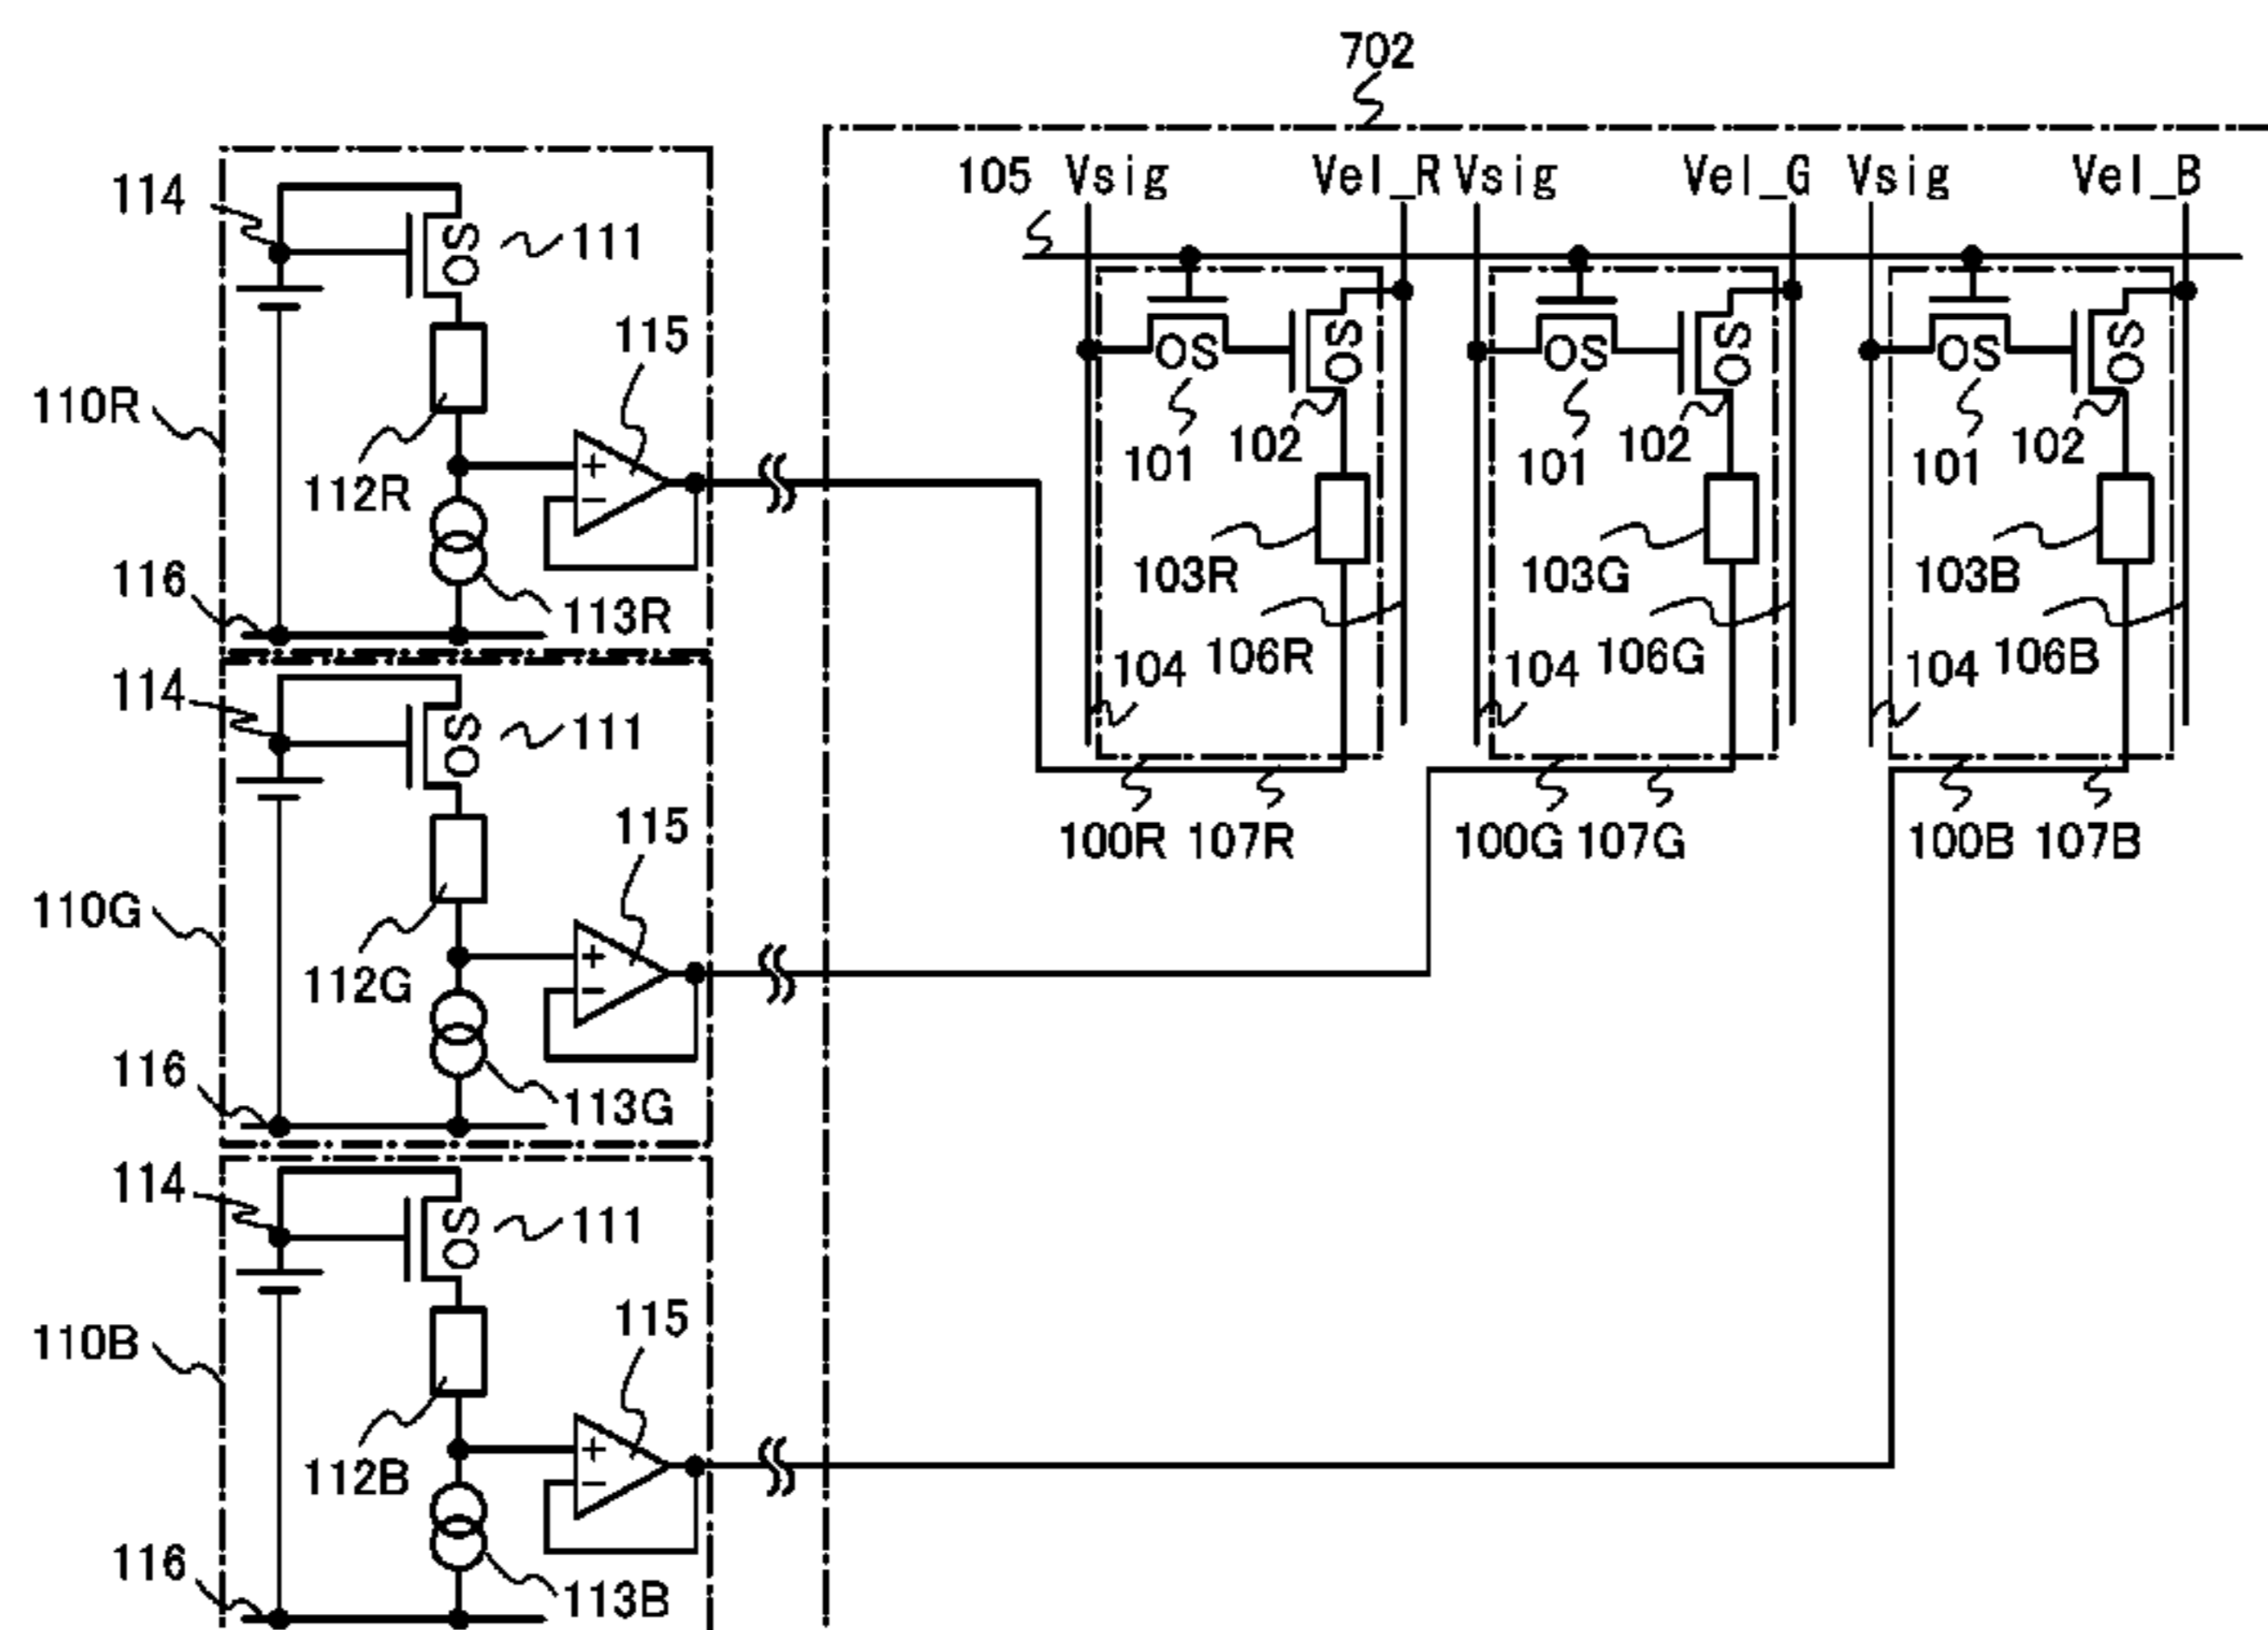 702
105 Vsig Vel_R Vsig Vel_G Vsig Vel_B
114
OS
111
115
110R
112R
116
113R
OS OS OS OS OS OS
101 102 101 102 101 102
103R 103G 103B
104 106R 104 106G 104 106B
100R 107R 100G 107G 100B 107B
+
−
114
OS
111
115
110G
112G
+
−
116
113G
114
OS
111
115
110B
112B
+
−
116
113B